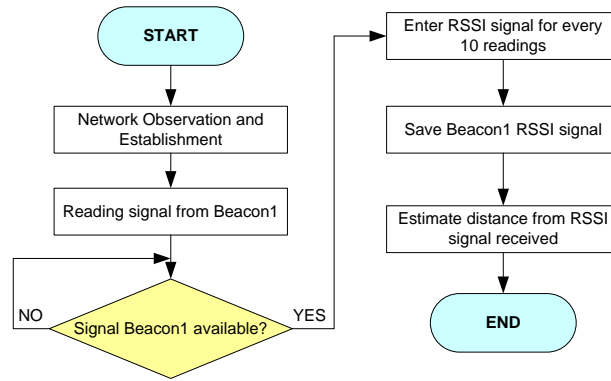 START
Network Observation and
Establishment
Reading signal from Beacon1
Signal Beacon1 available?
NO
YES
Enter RSSI signal for every
10 readings
Save Beacon1 RSSI signal
Estimate distance from RSSI
signal received
END